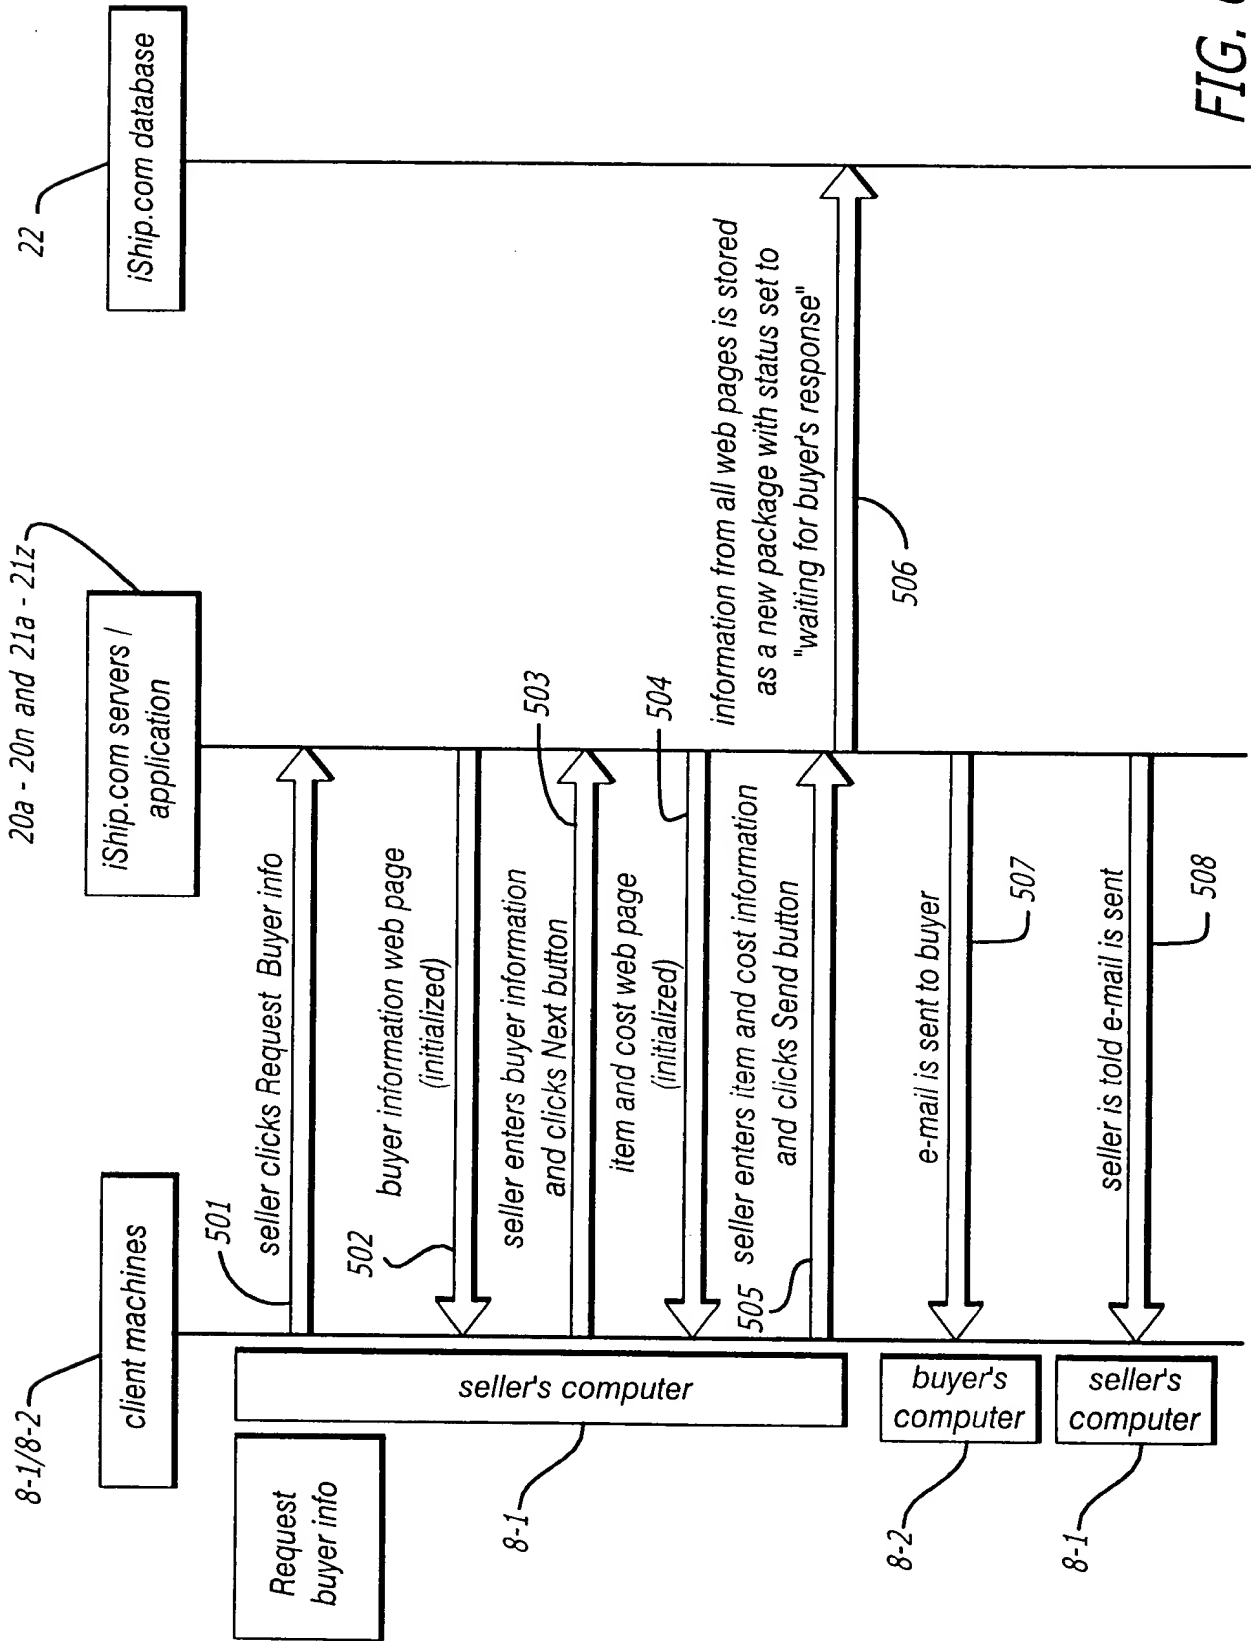 8-1/8-2
client machines
20a - 20n and 21a - 21z
iShip.com servers /
application
22
iShip.com database
Request
buyer info
seller's computer
8-1
501
seller clicks Request Buyer info
502
buyer information web page
(initialized)
seller enters buyer information
and clicks Next button
503
item and cost web page
(initialized)
504
505
seller enters item and cost information
and clicks Send button
information from all web pages is stored
as a new package with status set to
"waiting for buyer's response"
506
buyer's
computer
8-2
e-mail is sent to buyer
507
seller's
computer
8-1
seller is told e-mail is sent
508
FIG.